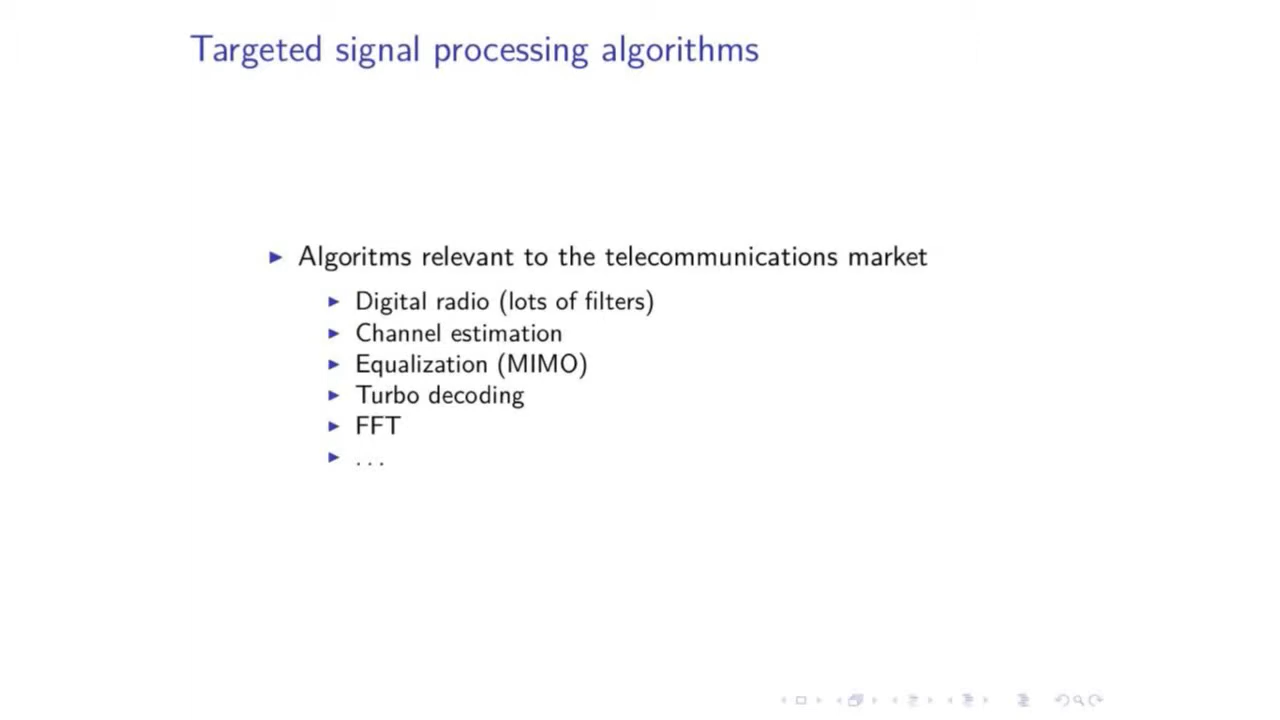 Targeted signal processing algorithms
Algoritms relevant to the telecommunications market
Digital radio (lots of filters)
Channel estimation
Equalization (MIMO)
Turbo decoding
FFT
...